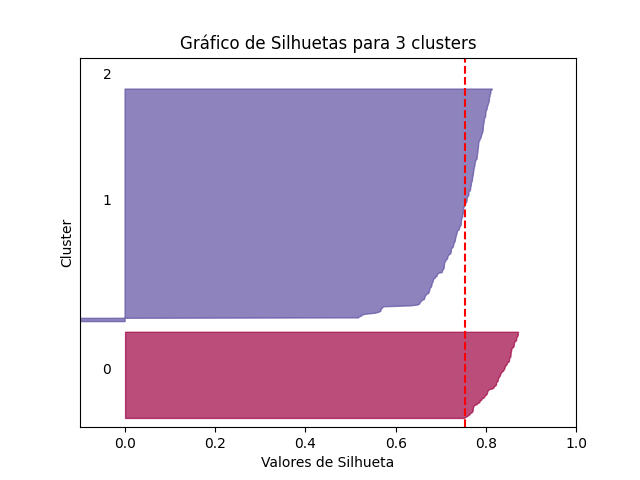 Gráfico de Silhuetas para 3 clusters
2
1
0
Cluster
0.0 0.2 0.4 0.6 0.8 1.0
Valores de Silhueta